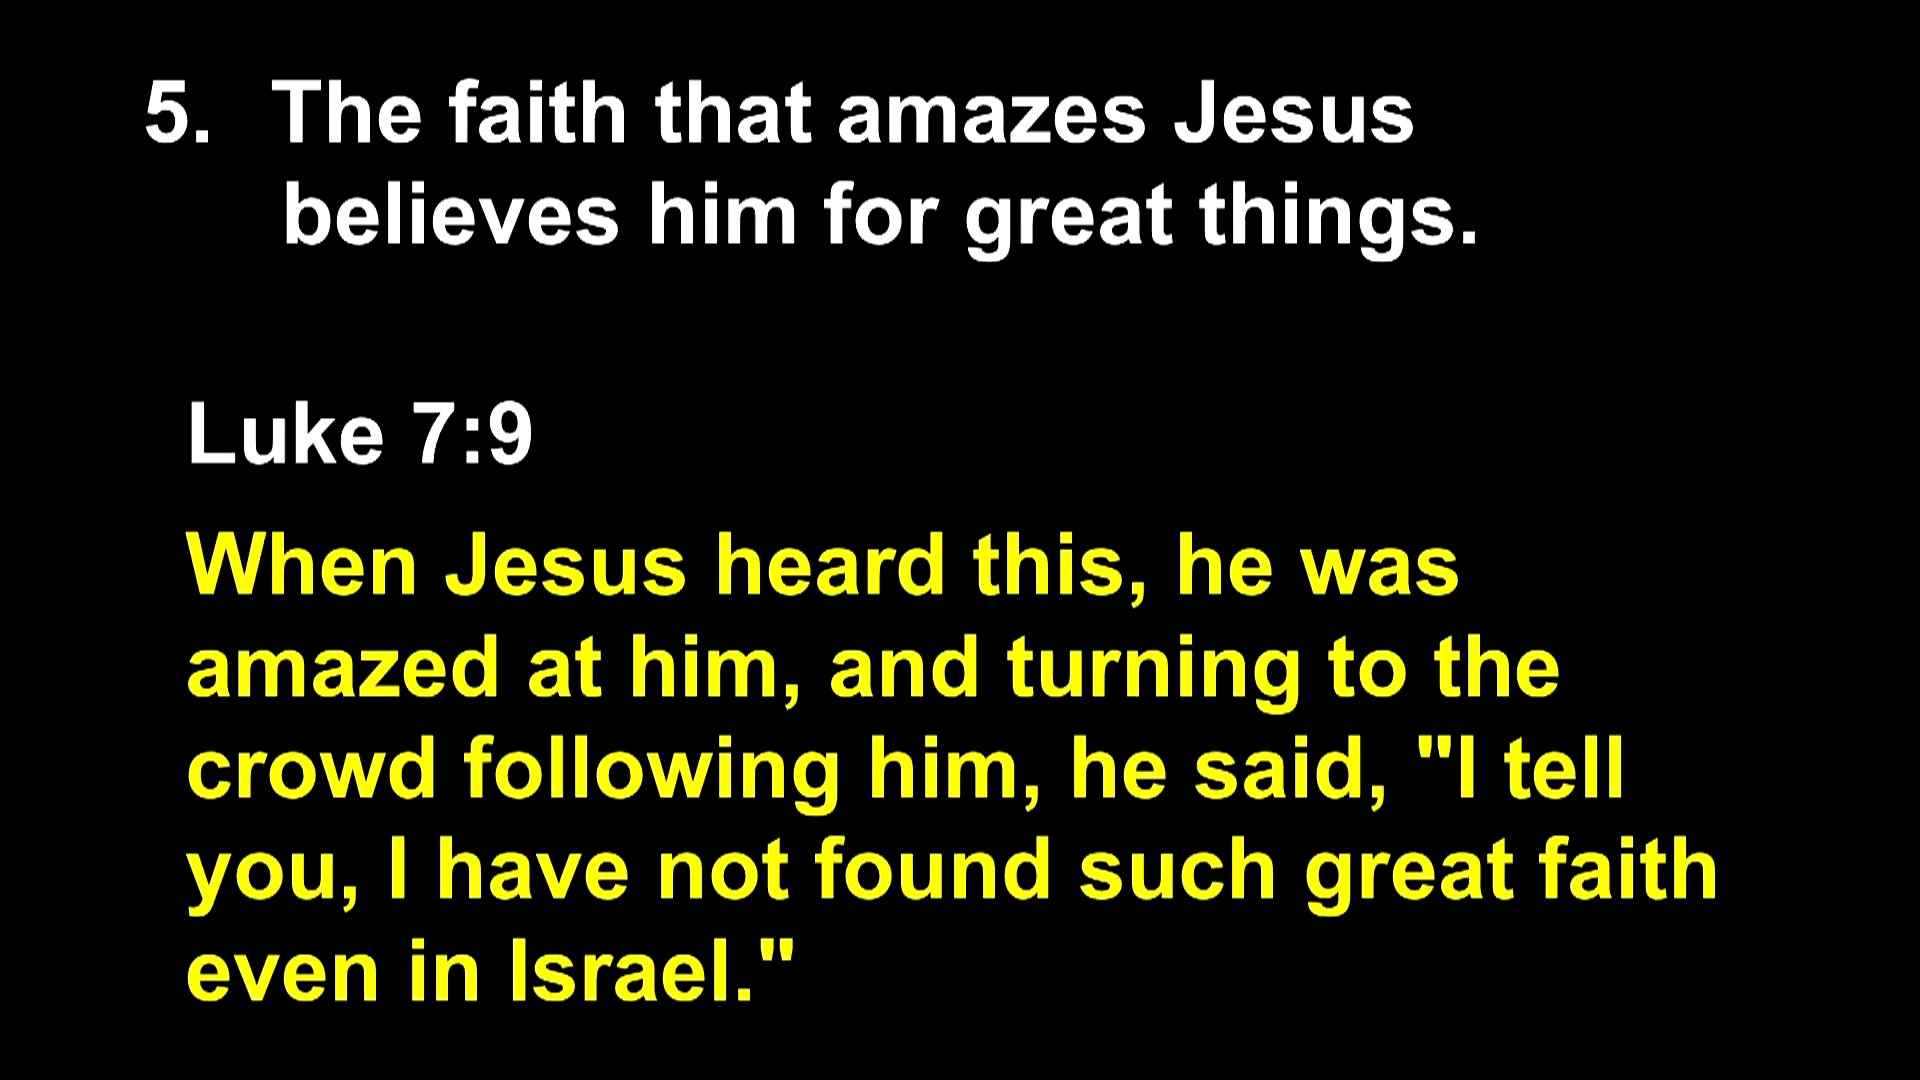 5. The faith that amazes Jesus
believes him for great things.
Luke 7:9
When Jesus heard this, he was
amazed at him, and turning to the
crowd following him, he said, "I tell
you, I have not found such great faith
even in Israel."